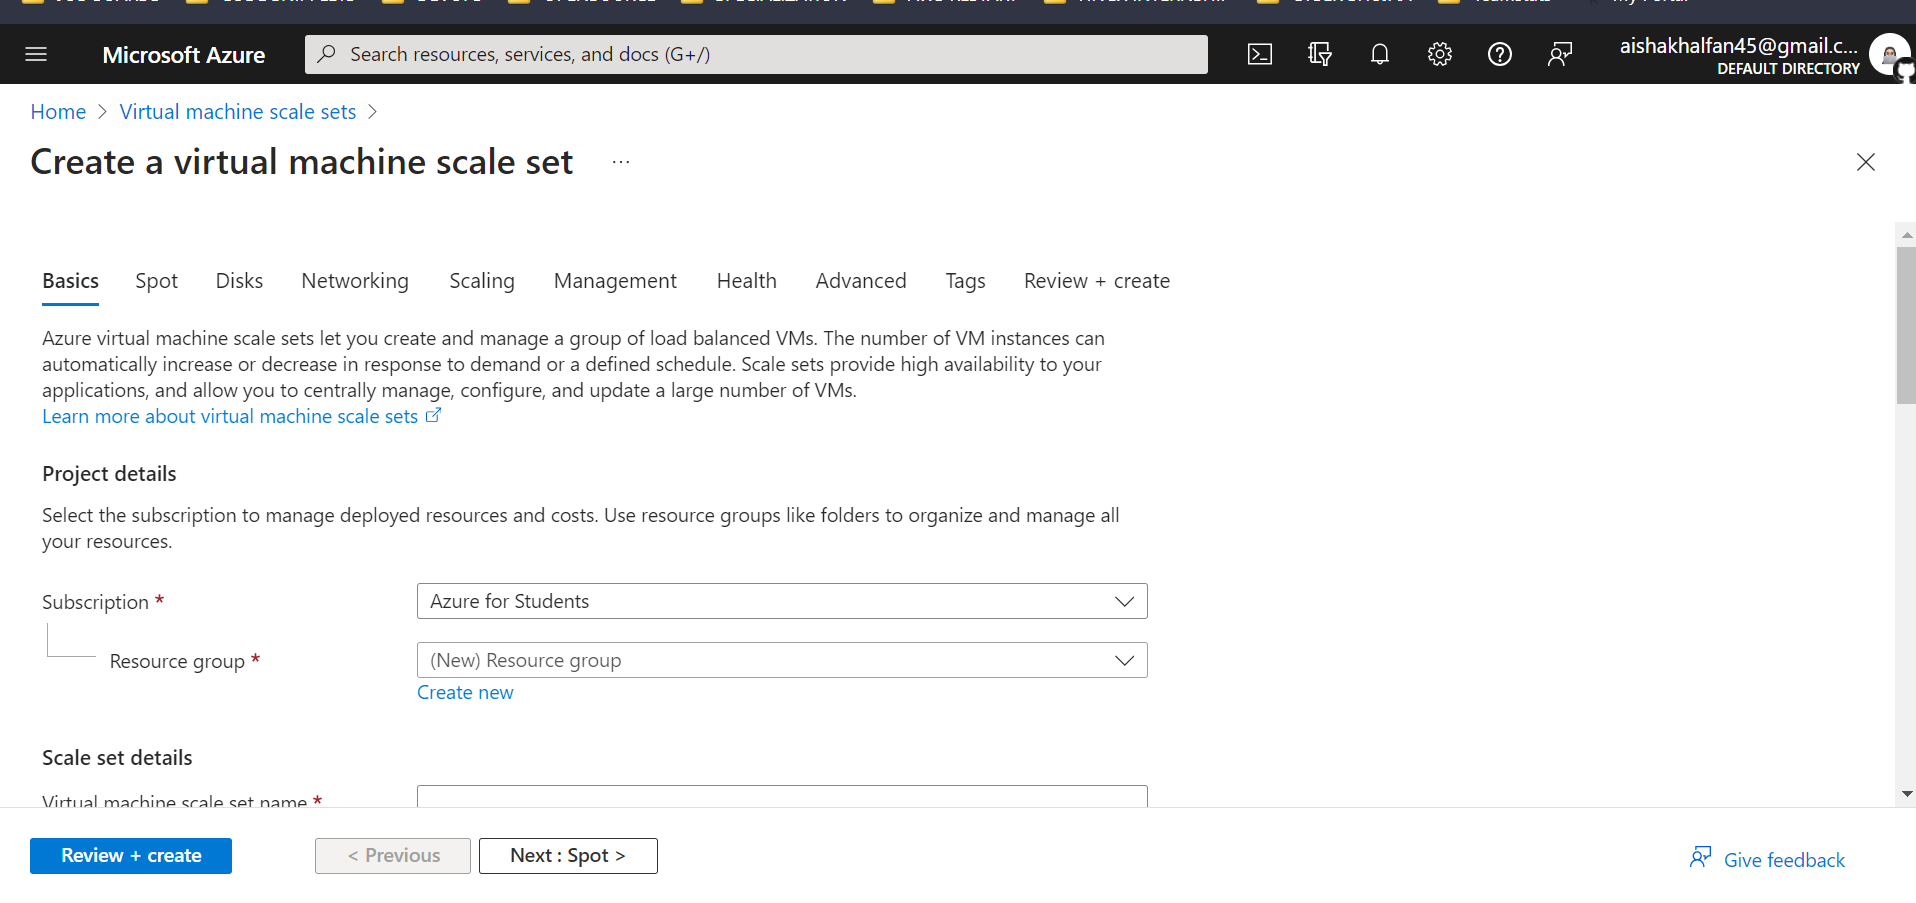 Microsoft Azure
Search resources, services, and docs (G+/)
aishakhalfan45@gmail.c...
DEFAULT DIRECTORY
Home > Virtual machine scale sets >
Create a virtual machine scale set ...
Basics Spot Disks Networking Scaling Management Health Advanced Tags Review + create
Azure virtual machine scale sets let you create and manage a group of load balanced VMs. The number of VM instances can
automatically increase or decrease in response to demand or a defined schedule. Scale sets provide high availability to your
applications, and allow you to centrally manage, configure, and update a large number of VMs.
Learn more about virtual machine scale sets
Project details
Select the subscription to manage deployed resources and costs. Use resource groups like folders to organize and manage all
your resources.
Subscription *
Azure for Students
Resource group *
(New) Resource group
Create new
Scale set details
Virtual machine scale set name *
Review + create
< Previous
Next : Spot >
Give feedback